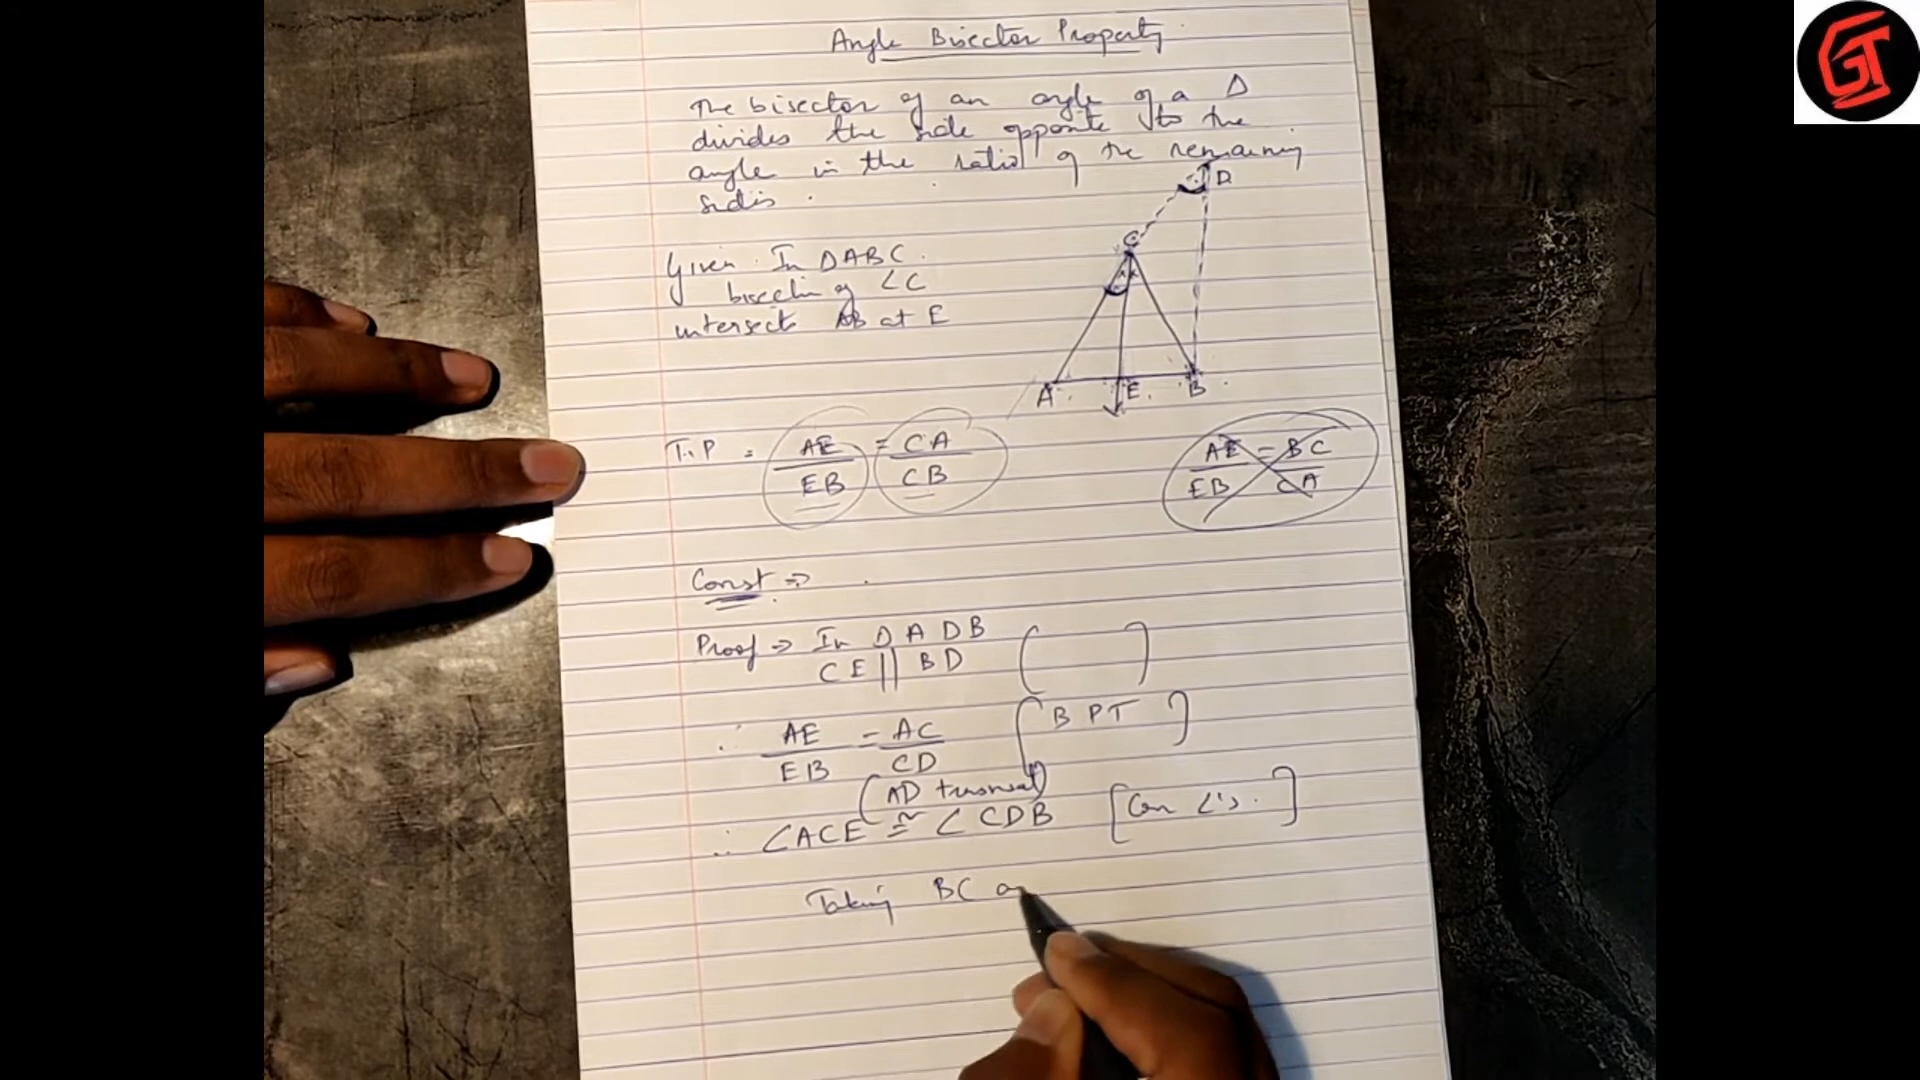 Angle Bisector Property
The bisector of an angle of a Δ
divides the side opposite to the
angle in the ratio of the remaining
sides.
D
C
Given. In ΔABC.
bisector of ∠C
intersects AB at E
A E B
T.P = AE/EB = CA/CB
AE/EB = BC/CA
Const ⇒
Proof ⇒ In Δ ADB ( )
CE || BD
∴ AE/EB = AC/CD [BPT]
(AD transversal)
∴ ∠ACE ≅ ∠CDB [Corr ∠'s.]
Taking BC a
GT